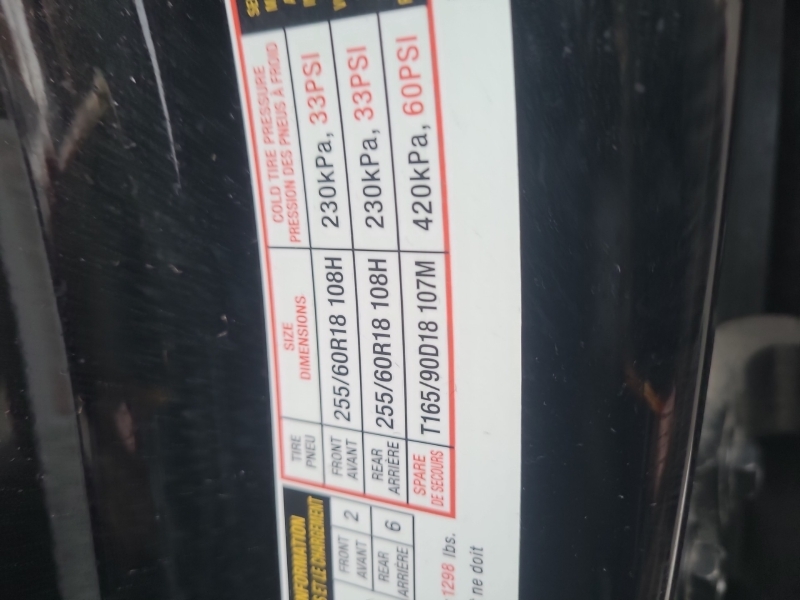 INFORMATION
FRONT AVANT 2
REAR ARRIÈRE 6
1298 lbs.
ne doit
TIRE PNEU
SIZE DIMENSIONS
COLD TIRE PRESSURE
PRESSION DES PNEUS À FROID
FRONT AVANT 255/60R18 108H 230kPa, 33PSI
REAR ARRIÈRE 255/60R18 108H 230kPa, 33PSI
SPARE DE SECOURS T165/90D18 107M 420kPa, 60PSI